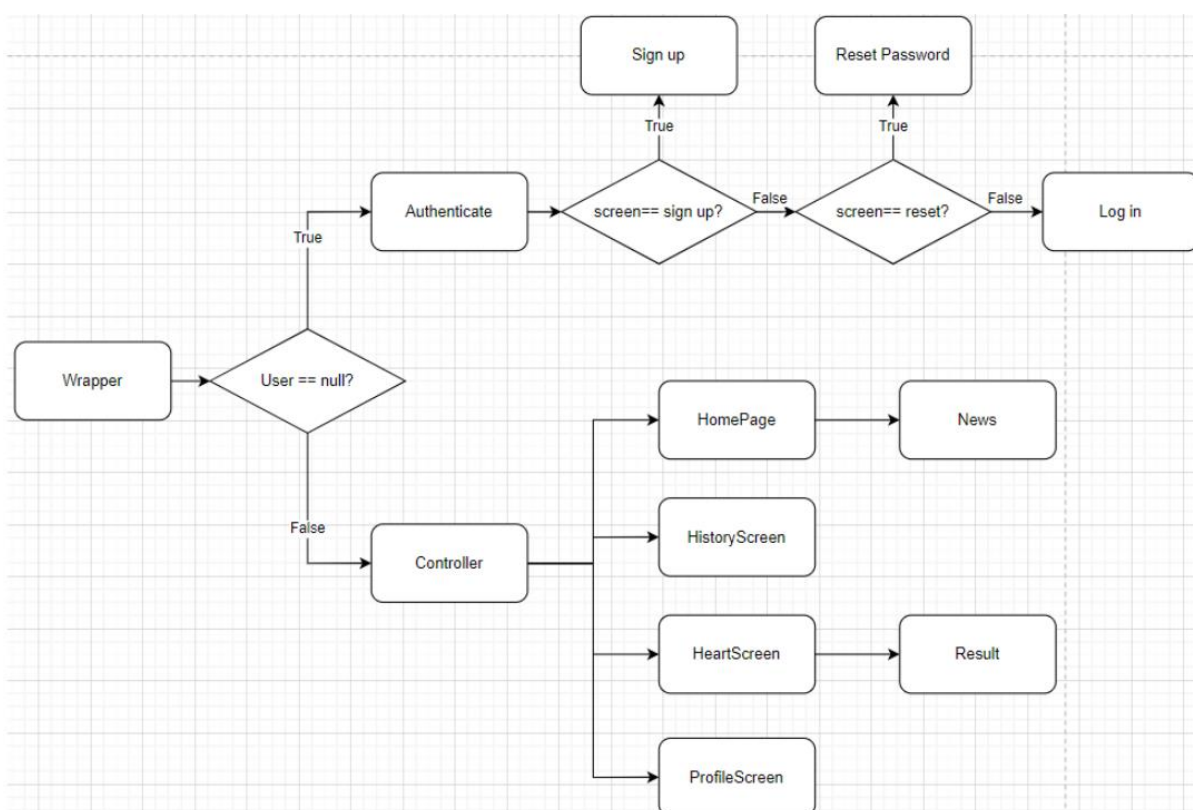 Sign up
Reset Password
True
True
Authenticate
screen== sign up?
False
screen== reset?
False
Log in
True
Wrapper
User == null?
HomePage
News
False
HistoryScreen
Controller
HeartScreen
Result
ProfileScreen